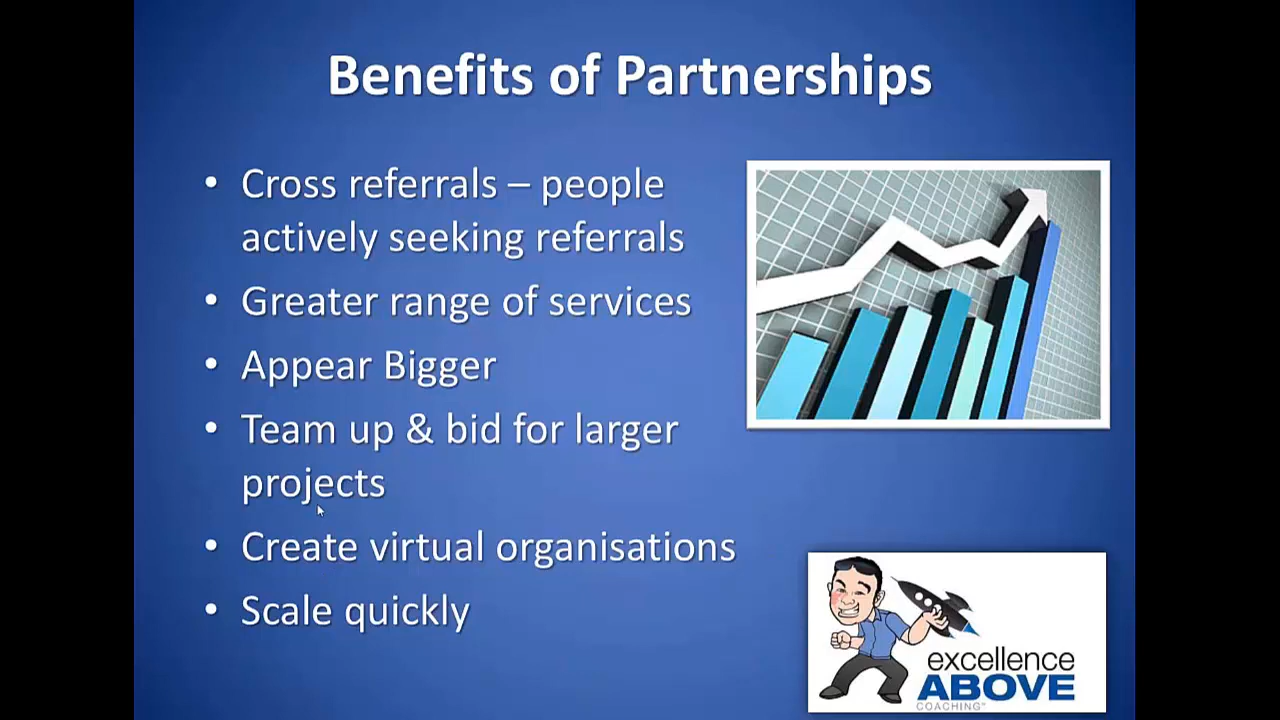 Benefits of Partnerships
• Cross referrals – people
actively seeking referrals
• Greater range of services
• Appear Bigger
• Team up & bid for larger
projects
• Create virtual organisations
• Scale quickly
excellence
ABOVE
COACHING™